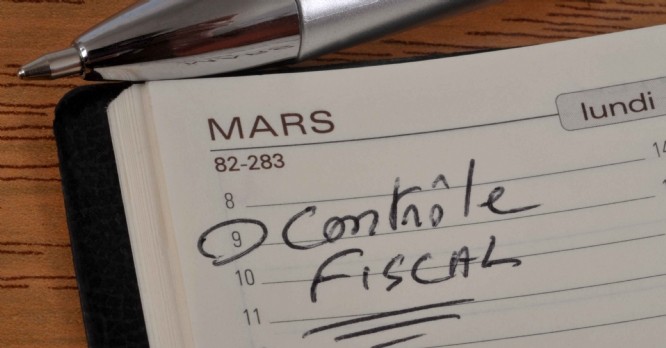 MARS
lundi
82-283
14
8
9 Contrôle
FISCAL
10
11